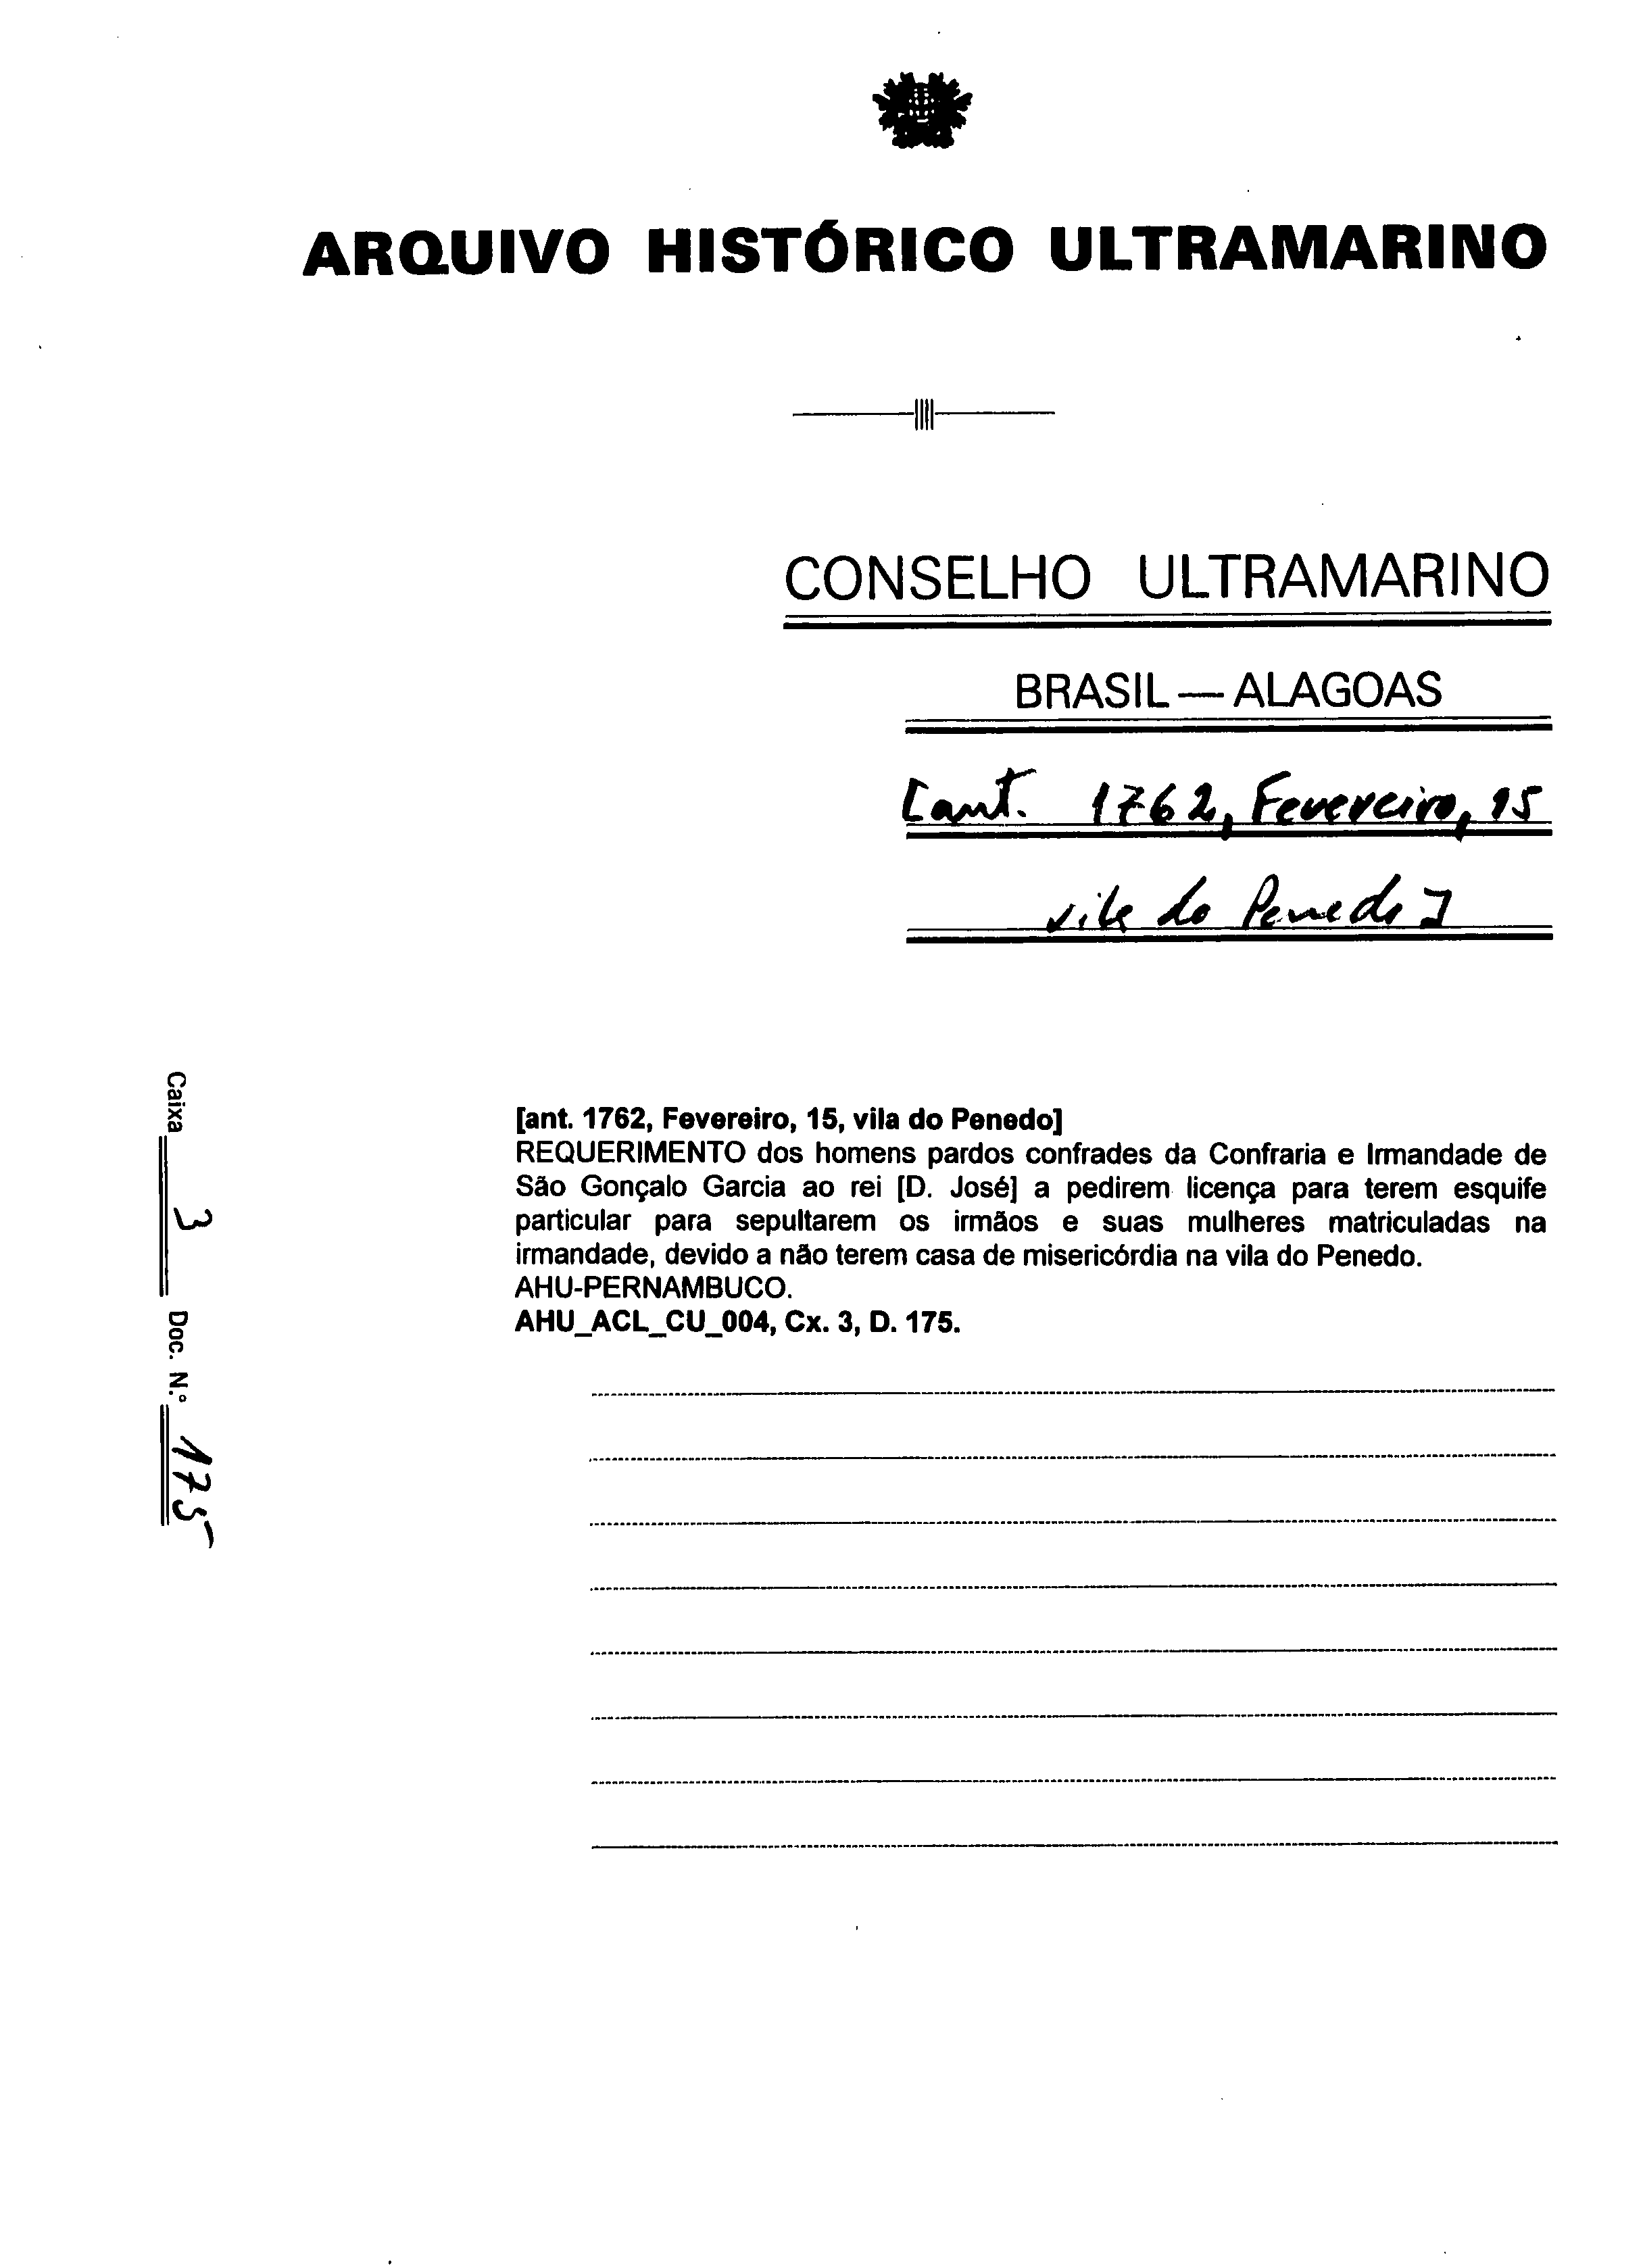 ARQUIVO HISTÓRICO ULTRAMARINO
CONSELHO ULTRAMARINO
BRASIL — ALAGOAS
[ant. 1762, Fevereiro, 15
vila do Penedo]
Caixa 3 Doc. N.º 175
[ant. 1762, Fevereiro, 15, vila do Penedo]
REQUERIMENTO dos homens pardos confrades da Confraria e Irmandade de
São Gonçalo Garcia ao rei [D. José] a pedirem licença para terem esquife
particular para sepultarem os irmãos e suas mulheres matriculadas na
irmandade, devido a não terem casa de misericórdia na vila do Penedo.
AHU-PERNAMBUCO.
AHU_ACL_CU_004, Cx. 3, D. 175.